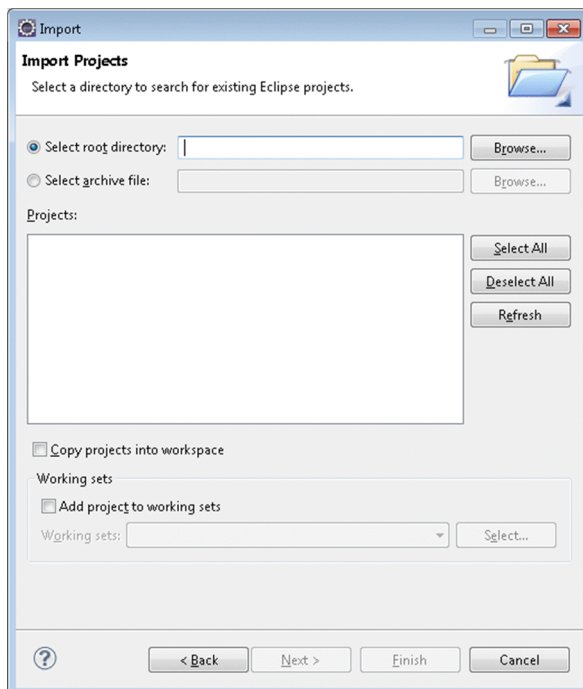 Import
Import Projects
Select a directory to search for existing Eclipse projects.
Select root directory:
Browse...
Select archive file:
Browse...
Projects:
Select All
Deselect All
Refresh
Copy projects into workspace
Working sets
Add project to working sets
Working sets:
Select...
?
< Back
Next >
Finish
Cancel